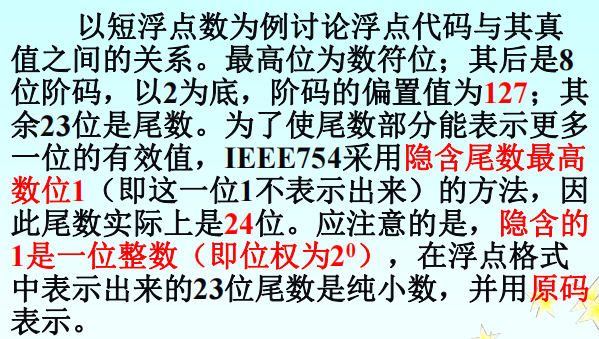 以短浮点数为例讨论浮点代码与其真
值之间的关系。最高位为数符位；其后是8
位阶码，以2为底，阶码的偏置值为127；其
余23位是尾数。为了使尾数部分能表示更多
一位的有效值，IEEE754采用隐含尾数最高
数位1（即这一位1不表示出来）的方法，因
此尾数实际上是24位。应注意的是，隐含的
1是一位整数（即位权为2⁰），在浮点格式
中表示出来的23位尾数是纯小数，并用原码
表示。